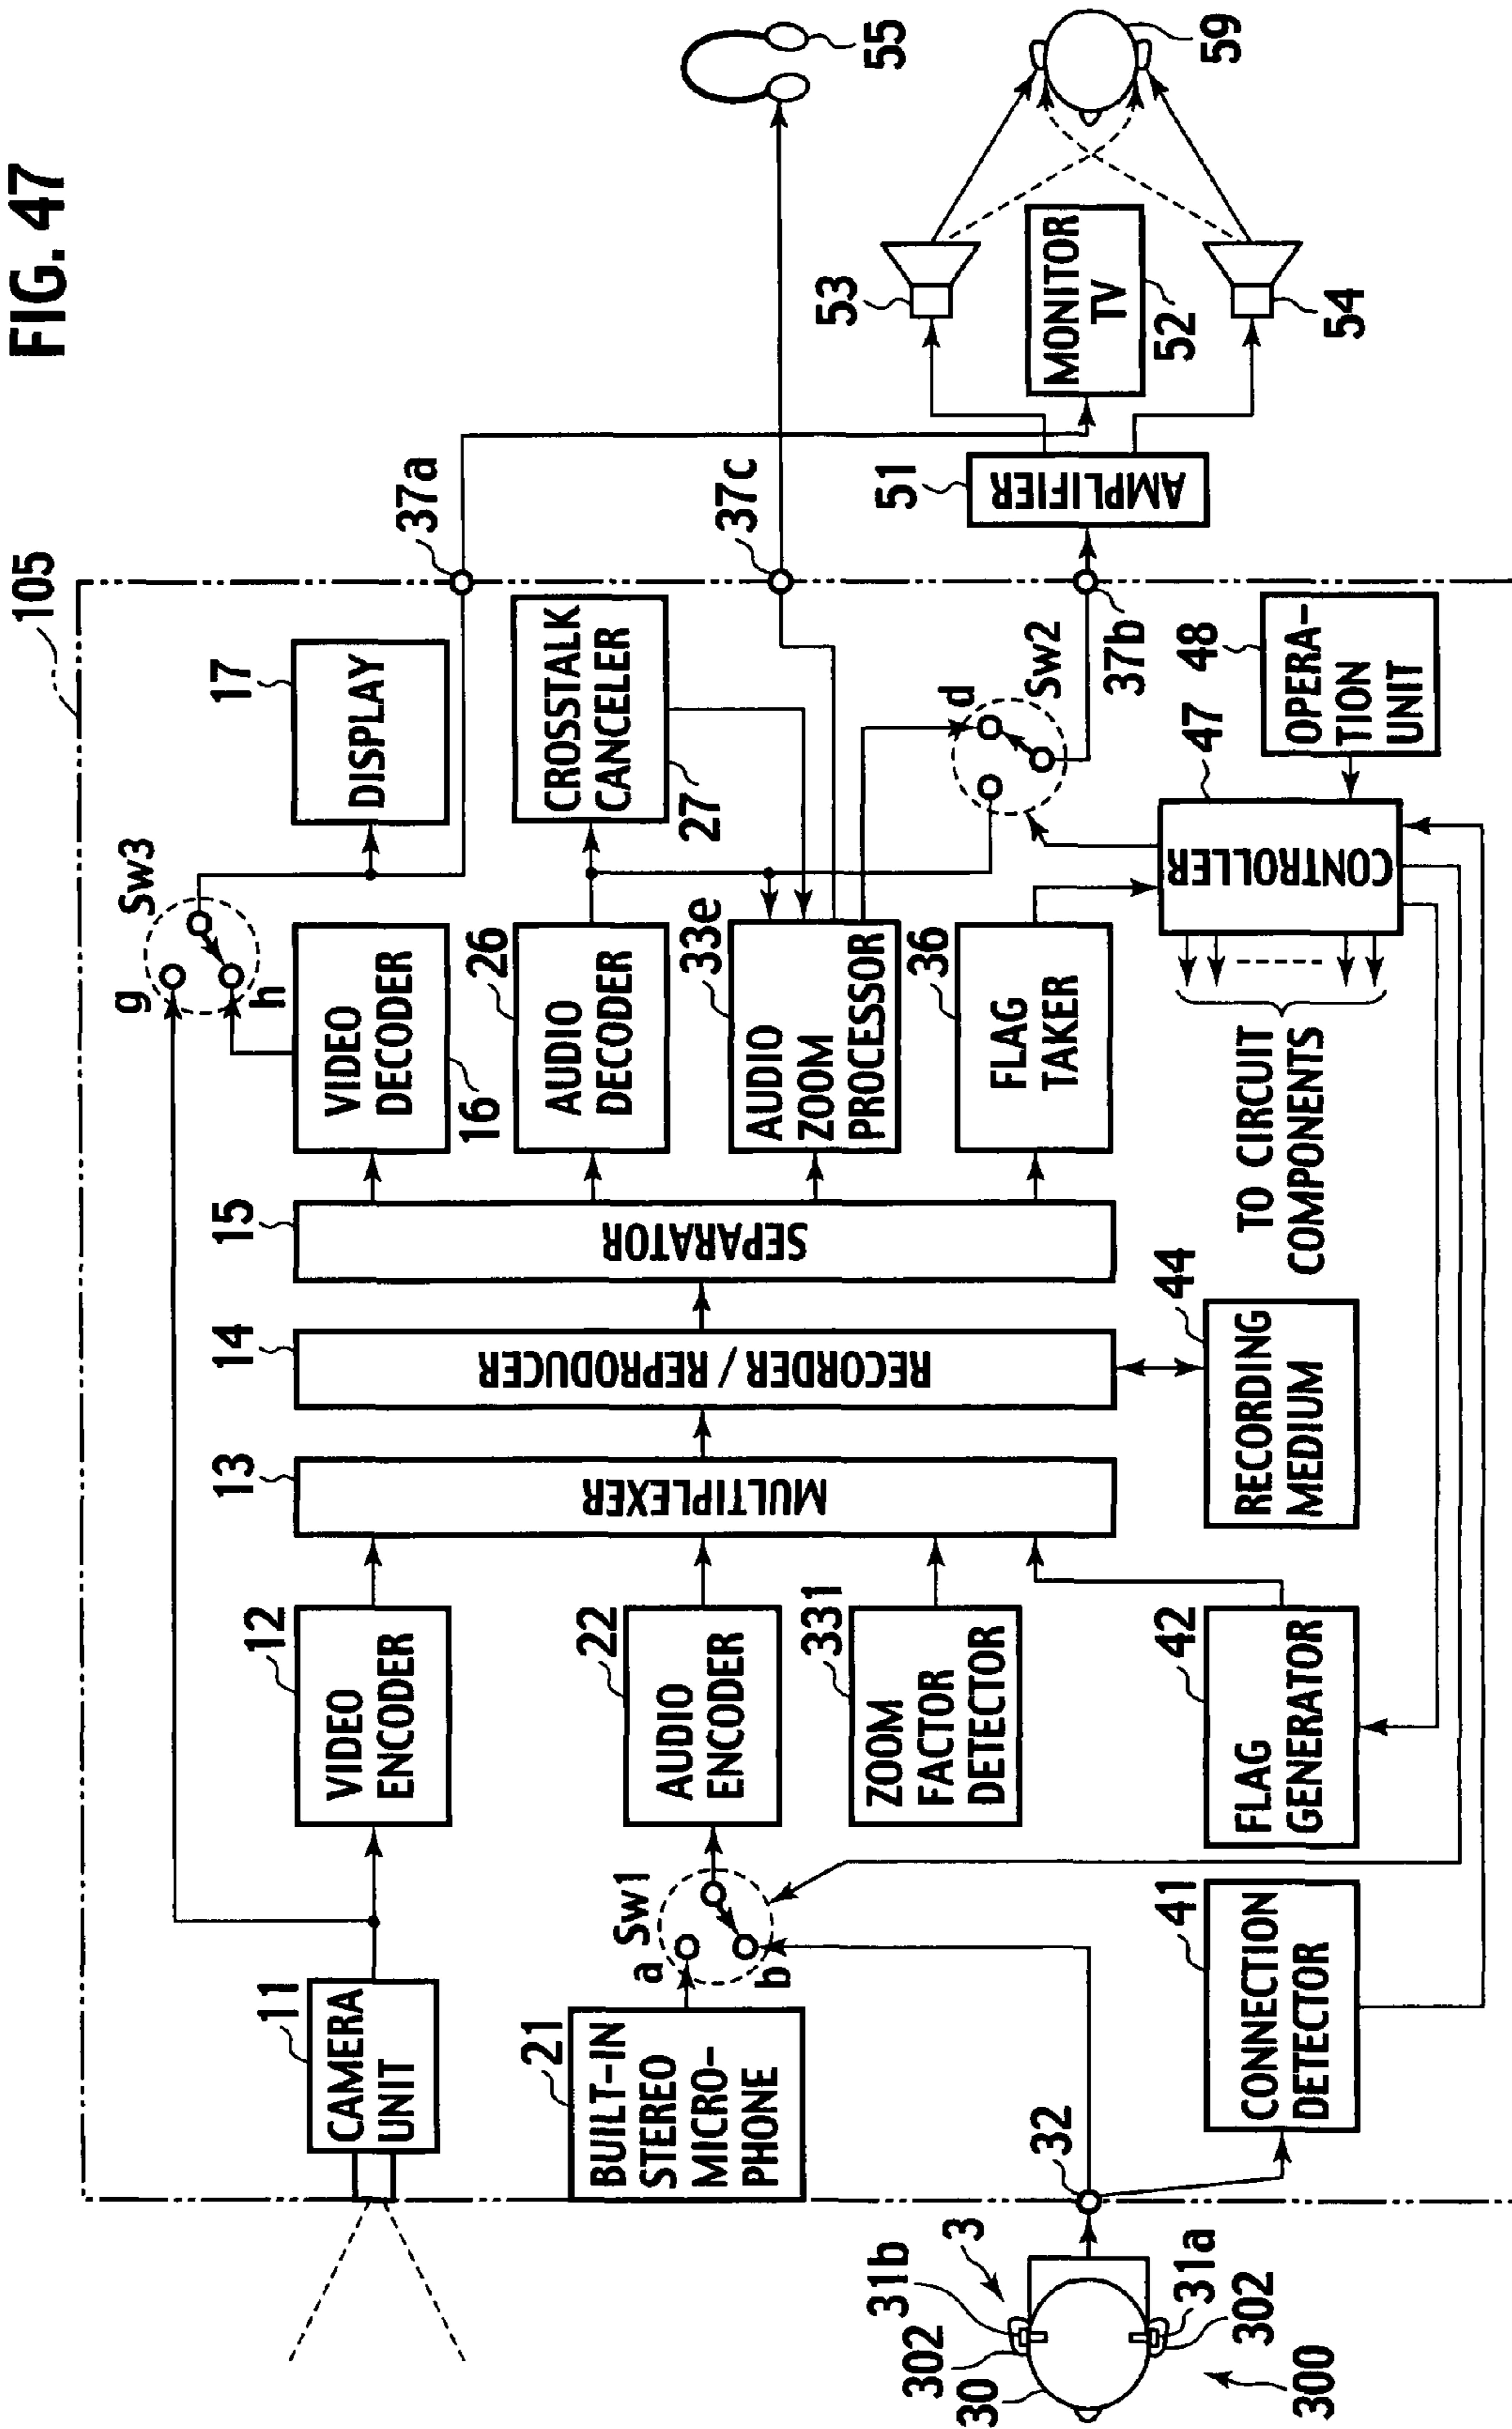 FIG. 47
105
11
CAMERA
UNIT
12
VIDEO
ENCODER
13
MULTIPLEXER
14
RECORDER / REPRODUCER
15
SEPARATOR
16
VIDEO
DECODER
g
h
Sw3
17
DISPLAY
37a
21
BUILT-IN
STEREO
MICRO-
PHONE
a
b
Sw1
22
AUDIO
ENCODER
26
AUDIO
DECODER
27
CROSSTALK
CANCELER
37c
55
331
ZOOM
FACTOR
DETECTOR
33e
AUDIO
ZOOM
PROCESSOR
d
Sw2
37b
51
AMPLIFIER
53
MONITOR
TV
52
54
59
36
FLAG
TAKER
47
CONTROLLER
48
OPERA-
TION
UNIT
TO CIRCUIT
COMPONENTS
44
RECORDING
MEDIUM
42
FLAG
GENERATOR
41
CONNECTION
DETECTOR
32
3
31b
302
30
31a
302
300